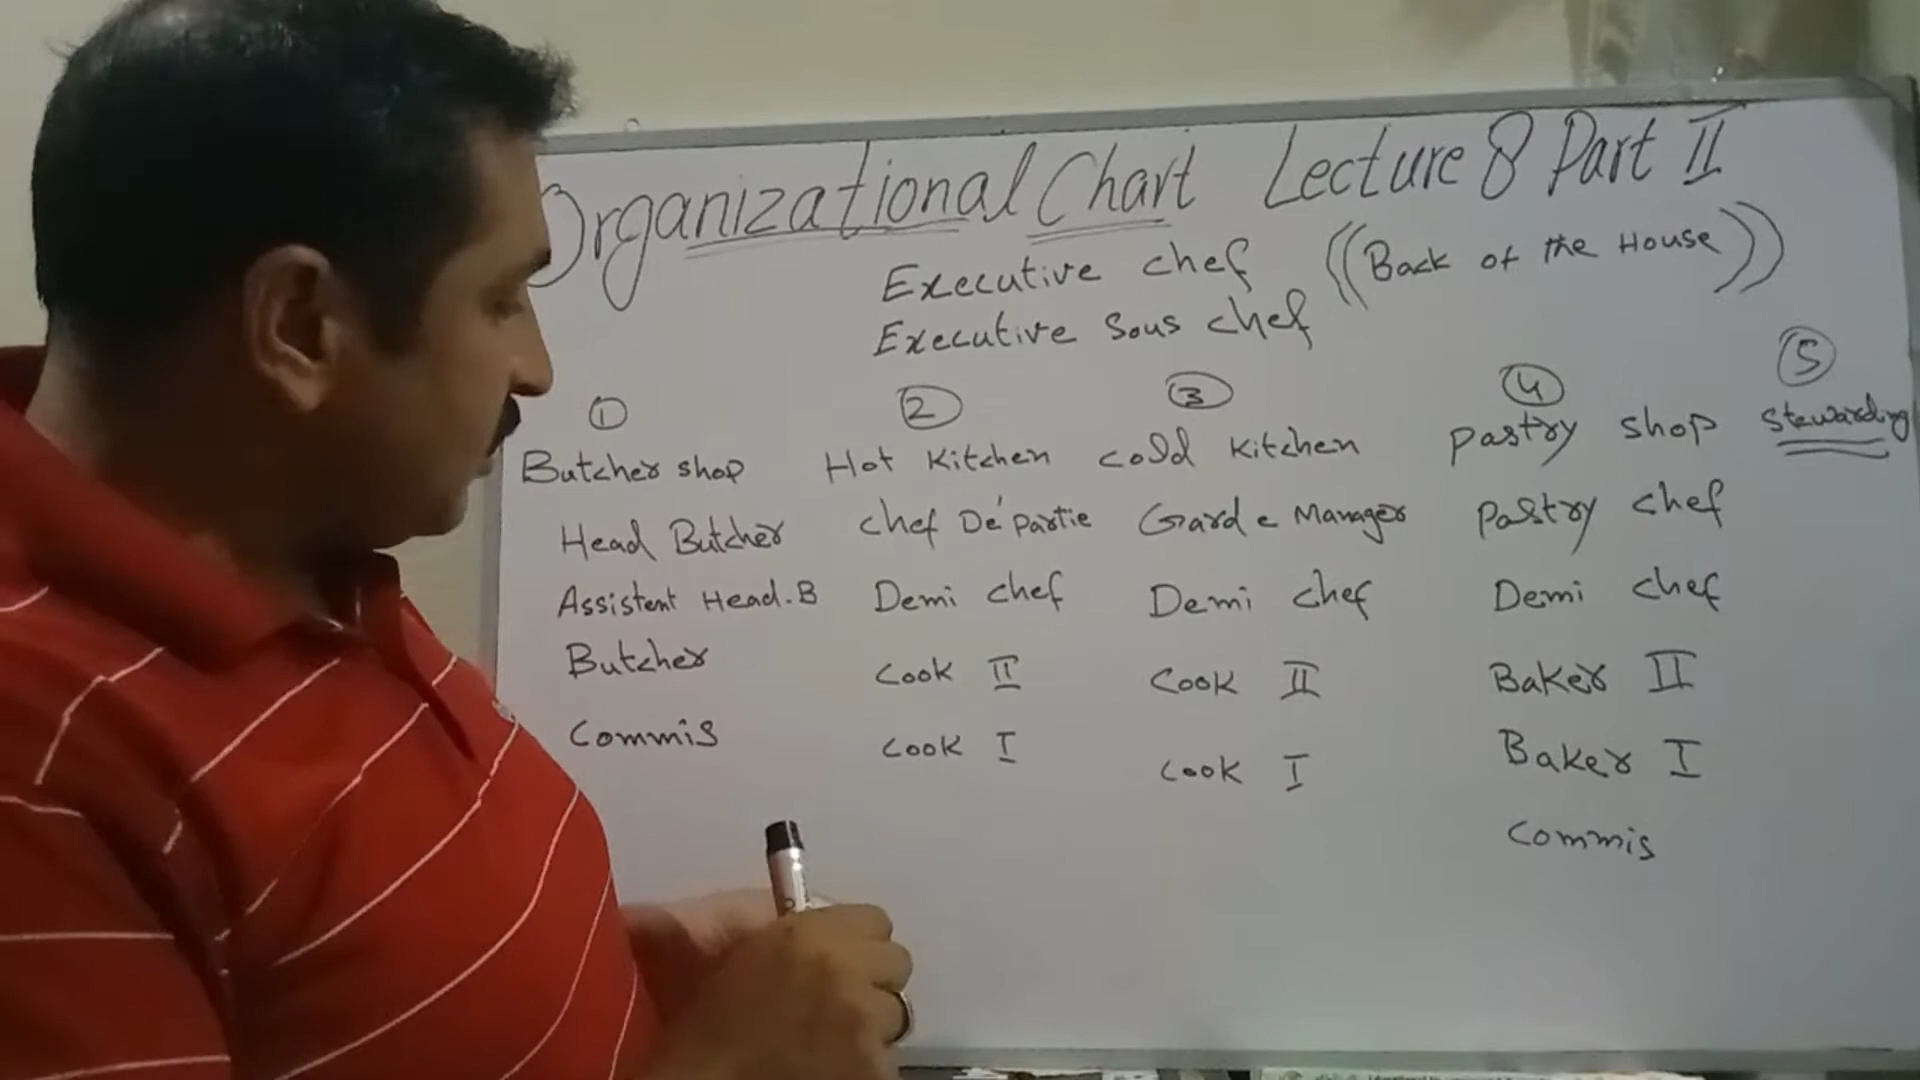 Organizational Chart Lecture 8 Part II
Executive chef ((Back of the House))
Executive Sous chef
1 2 3 4 5
Butcher shop Hot Kitchen cold Kitchen Pastry shop Stewarding
Head Butcher chef De'partie Garde Manager Pastry chef
Assistent Head.B Demi chef Demi chef Demi chef
Butcher Cook II Cook II Baker II
Commis Cook I Cook I Baker I
Commis